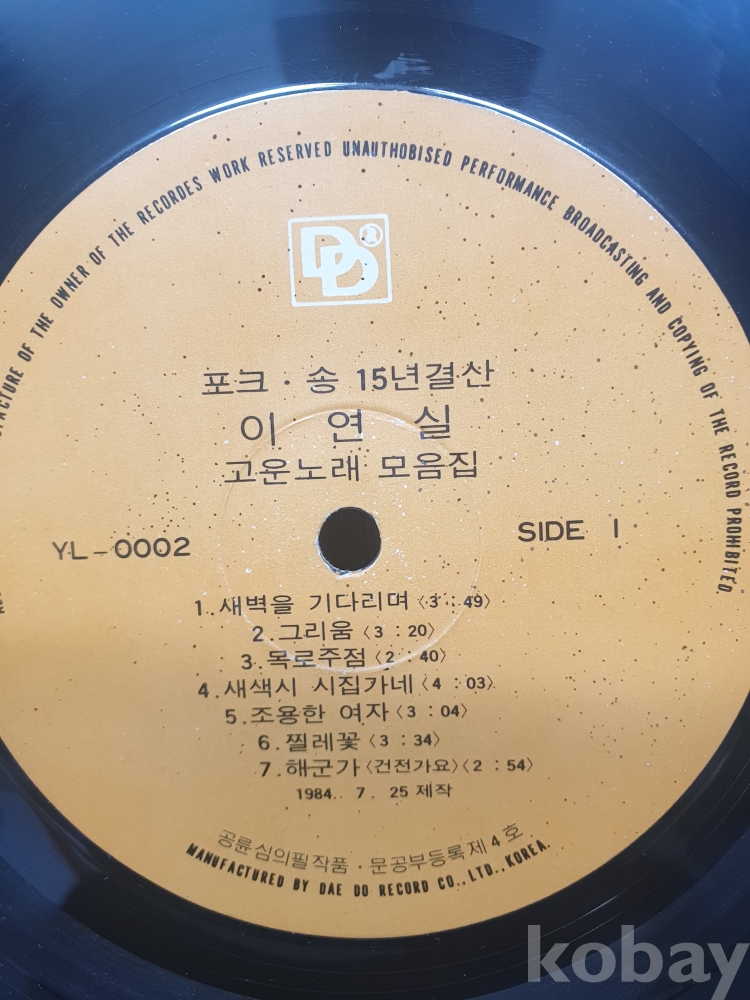 FACTURE OF THE OWNER OF THE RECORDES WORK RESERVED UNAUTHOBISED PERFORMANCE BROADCASTING AND COPYING OF THE RECORD PROHIBITED.
DD
포크 · 송 15년결산
이 연 실
고운노래 모음집
YL-0002
SIDE 1
1. 새벽을 기다리며 〈3 : 49〉
2. 그리움 〈3 : 20〉
3. 목로주점 〈2 : 40〉
4. 새색시 시집가네 〈4 : 03〉
5. 조용한 여자 〈3 : 04〉
6. 찔레꽃 〈3 : 34〉
7. 해군가 〈건전가요〉〈2 : 54〉
1984. 7. 25 제작
공륜심의필작품 · 문공부등록제4호
MANUFACTURED BY DAE DO RECORD CO., LTD., KOREA.
kobay